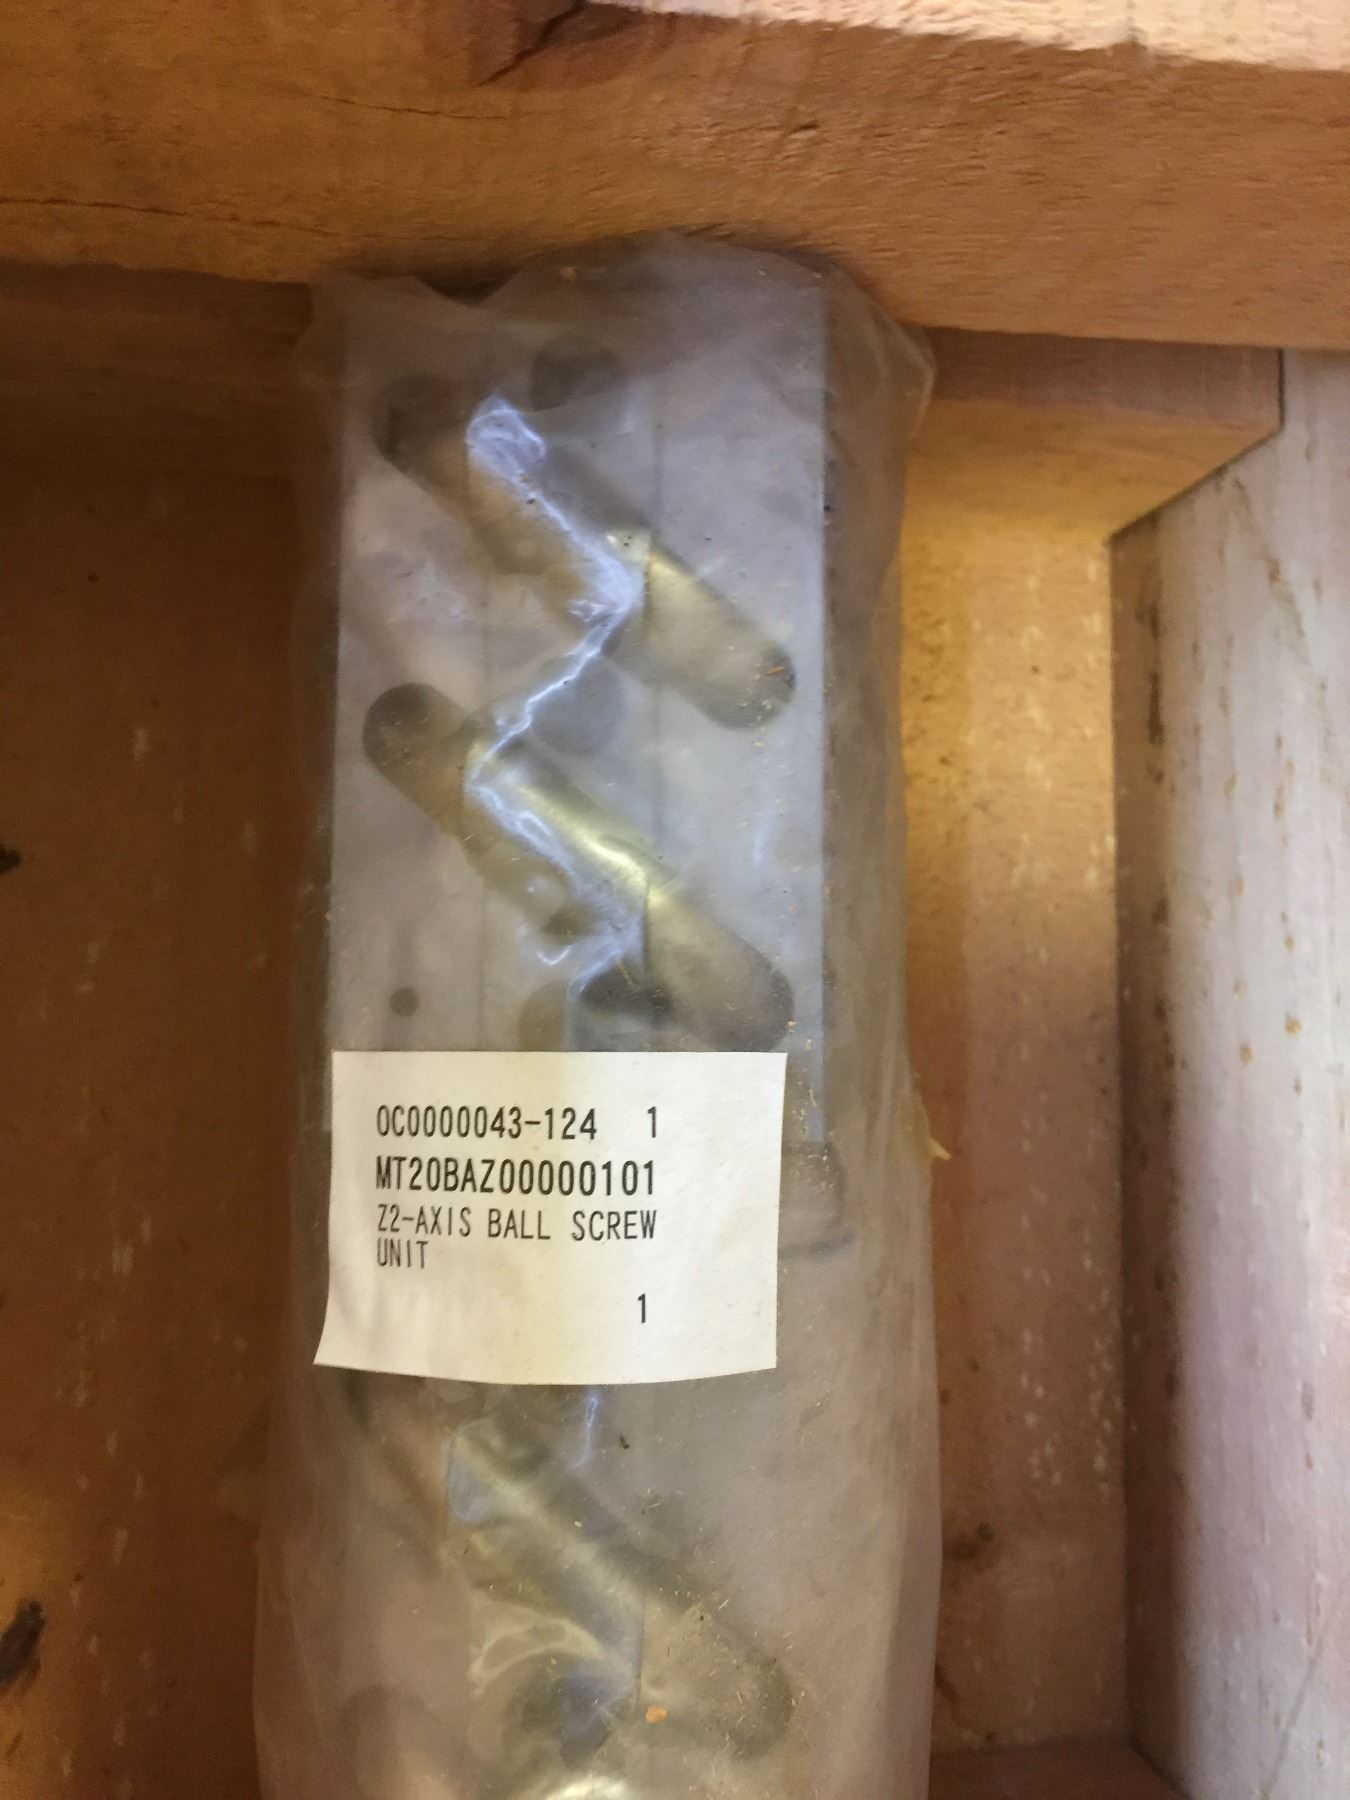 OC0000043-124 1
MT20BAZ00000101
Z2-AXIS BALL SCREW
UNIT
1